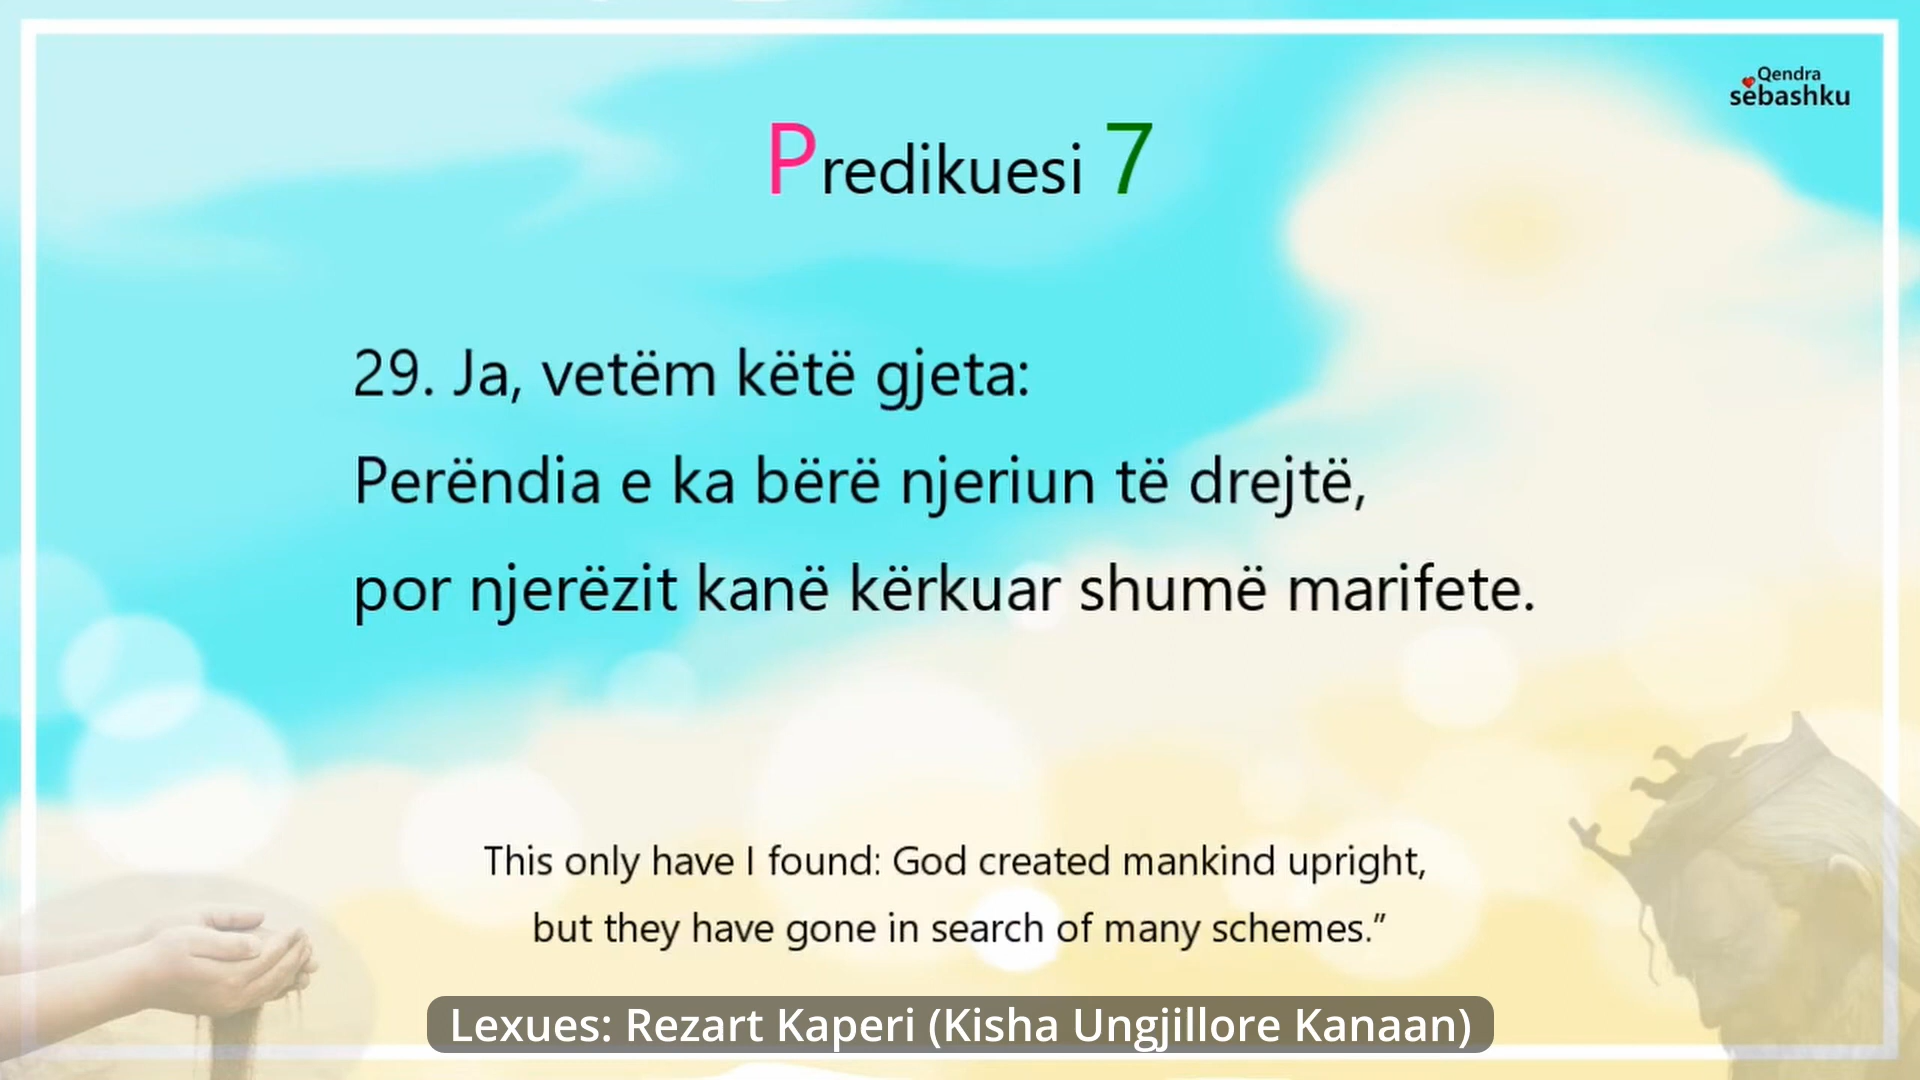 Qendra
sëbashku
Predikuesi 7
29. Ja, vetëm këtë gjeta:
Perëndia e ka bërë njeriun të drejtë,
por njerëzit kanë kërkuar shumë marifete.
This only have I found: God created mankind upright,
but they have gone in search of many schemes.”
Lexues: Rezart Kaperi (Kisha Ungjillore Kanaan)